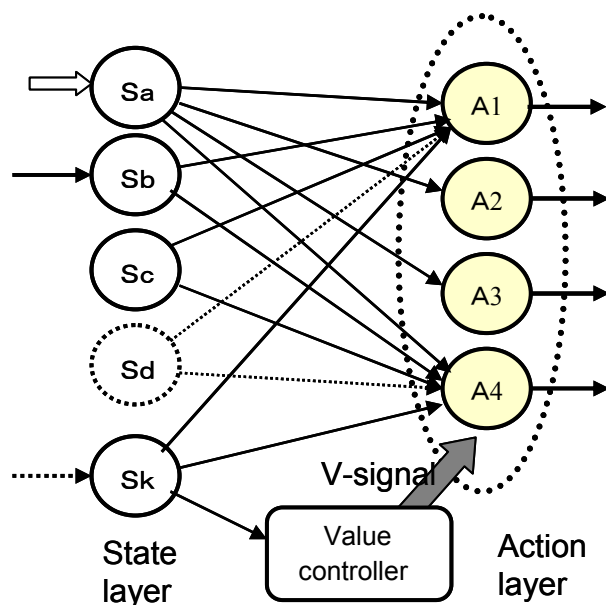 Sa
A1
Sb
A2
Sc
A3
Sd
A4
Sk
V-signal
State
layer
Value
controller
Action
layer